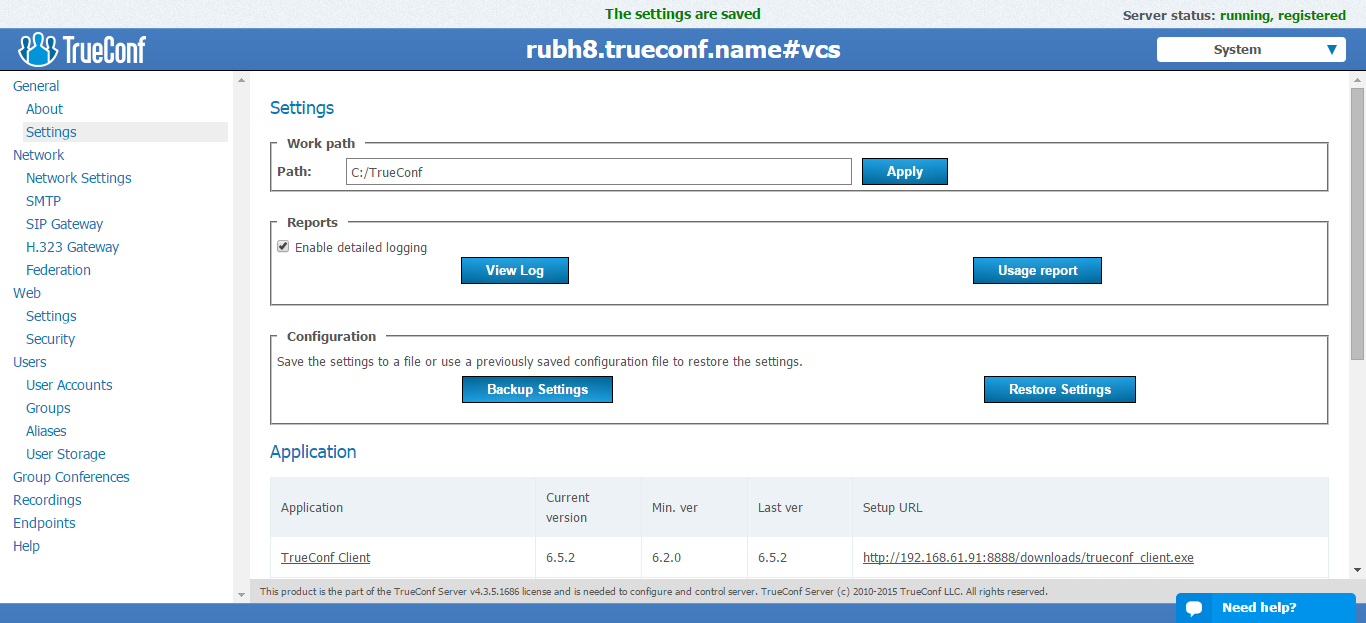 The settings are saved
Server status: running, registered
TrueConf
rubh8.trueconf.name#vcs
System
General
About
Settings
Network
Network Settings
SMTP
SIP Gateway
H.323 Gateway
Federation
Web
Settings
Security
Users
User Accounts
Groups
Aliases
User Storage
Group Conferences
Recordings
Endpoints
Help
Settings
Work path
Path: C:/TrueConf Apply
Reports
Enable detailed logging
View Log Usage report
Configuration
Save the settings to a file or use a previously saved configuration file to restore the settings.
Backup Settings Restore Settings
Application
Application Current version Min. ver Last ver Setup URL
TrueConf Client 6.5.2 6.2.0 6.5.2 http://192.168.61.91:8888/downloads/trueconf_client.exe
This product is the part of the TrueConf Server v4.3.5.1686 license and is needed to configure and control server. TrueConf Server (c) 2010-2015 TrueConf LLC. All rights reserved.
Need help?